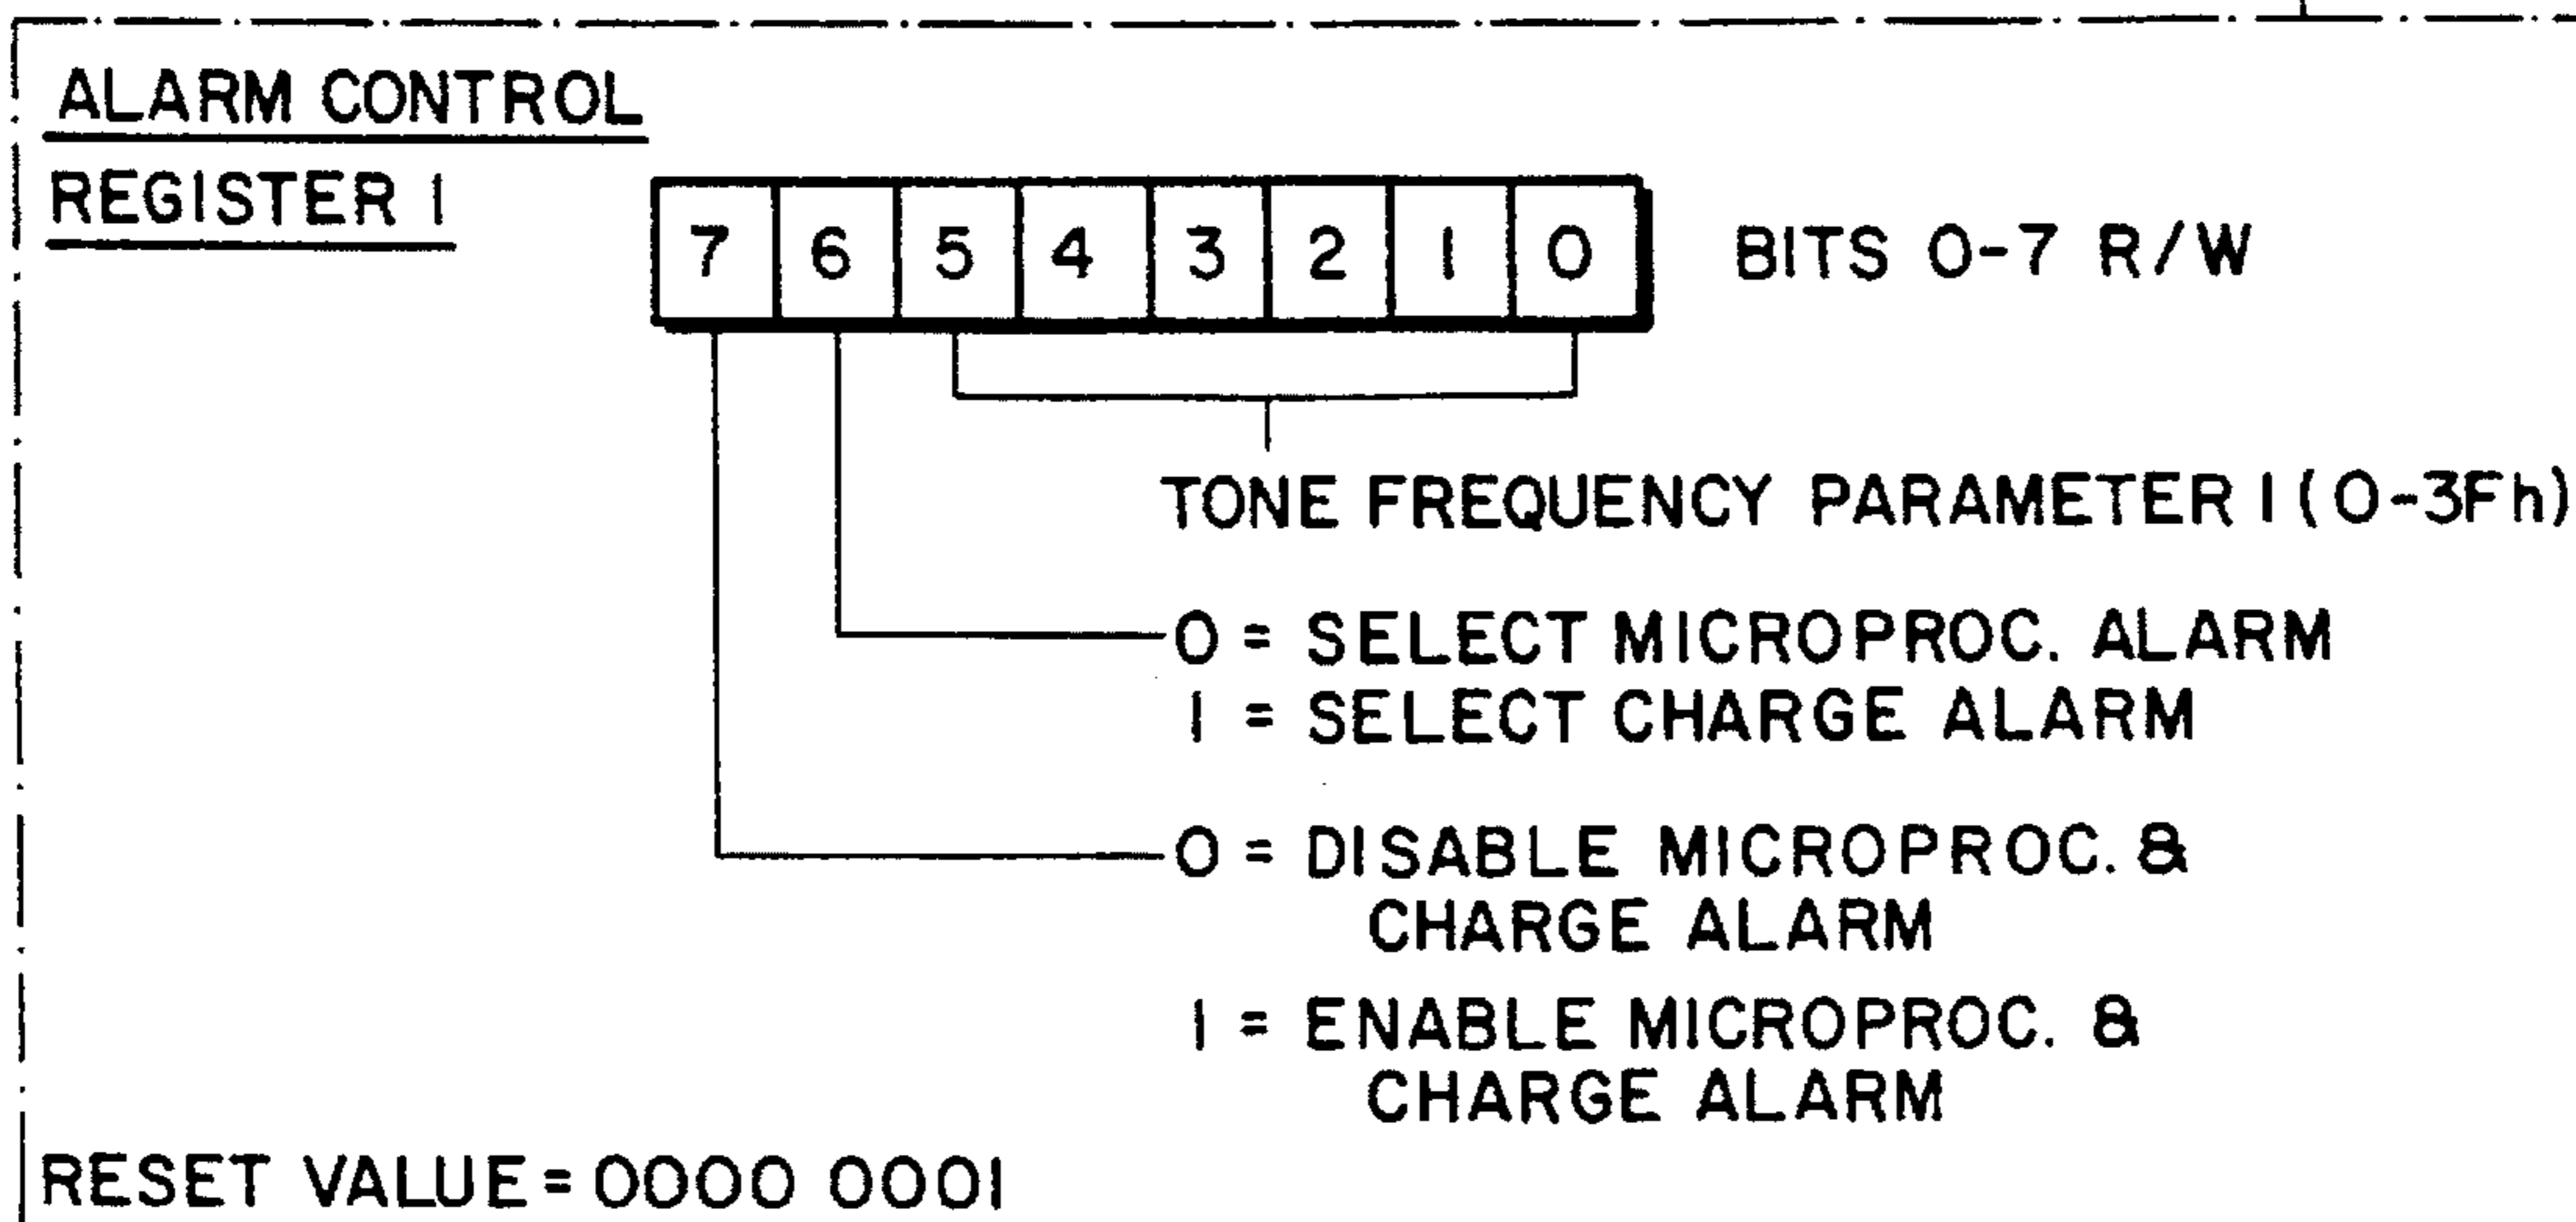 ALARM CONTROL
REGISTER 1
7 6 5 4 3 2 1 0 BITS 0-7 R/W
TONE FREQUENCY PARAMETER 1 (0-3Fh)
0 = SELECT MICROPROC. ALARM
1 = SELECT CHARGE ALARM
0 = DISABLE MICROPROC. &
CHARGE ALARM
1 = ENABLE MICROPROC. &
CHARGE ALARM
RESET VALUE = 0000 0001